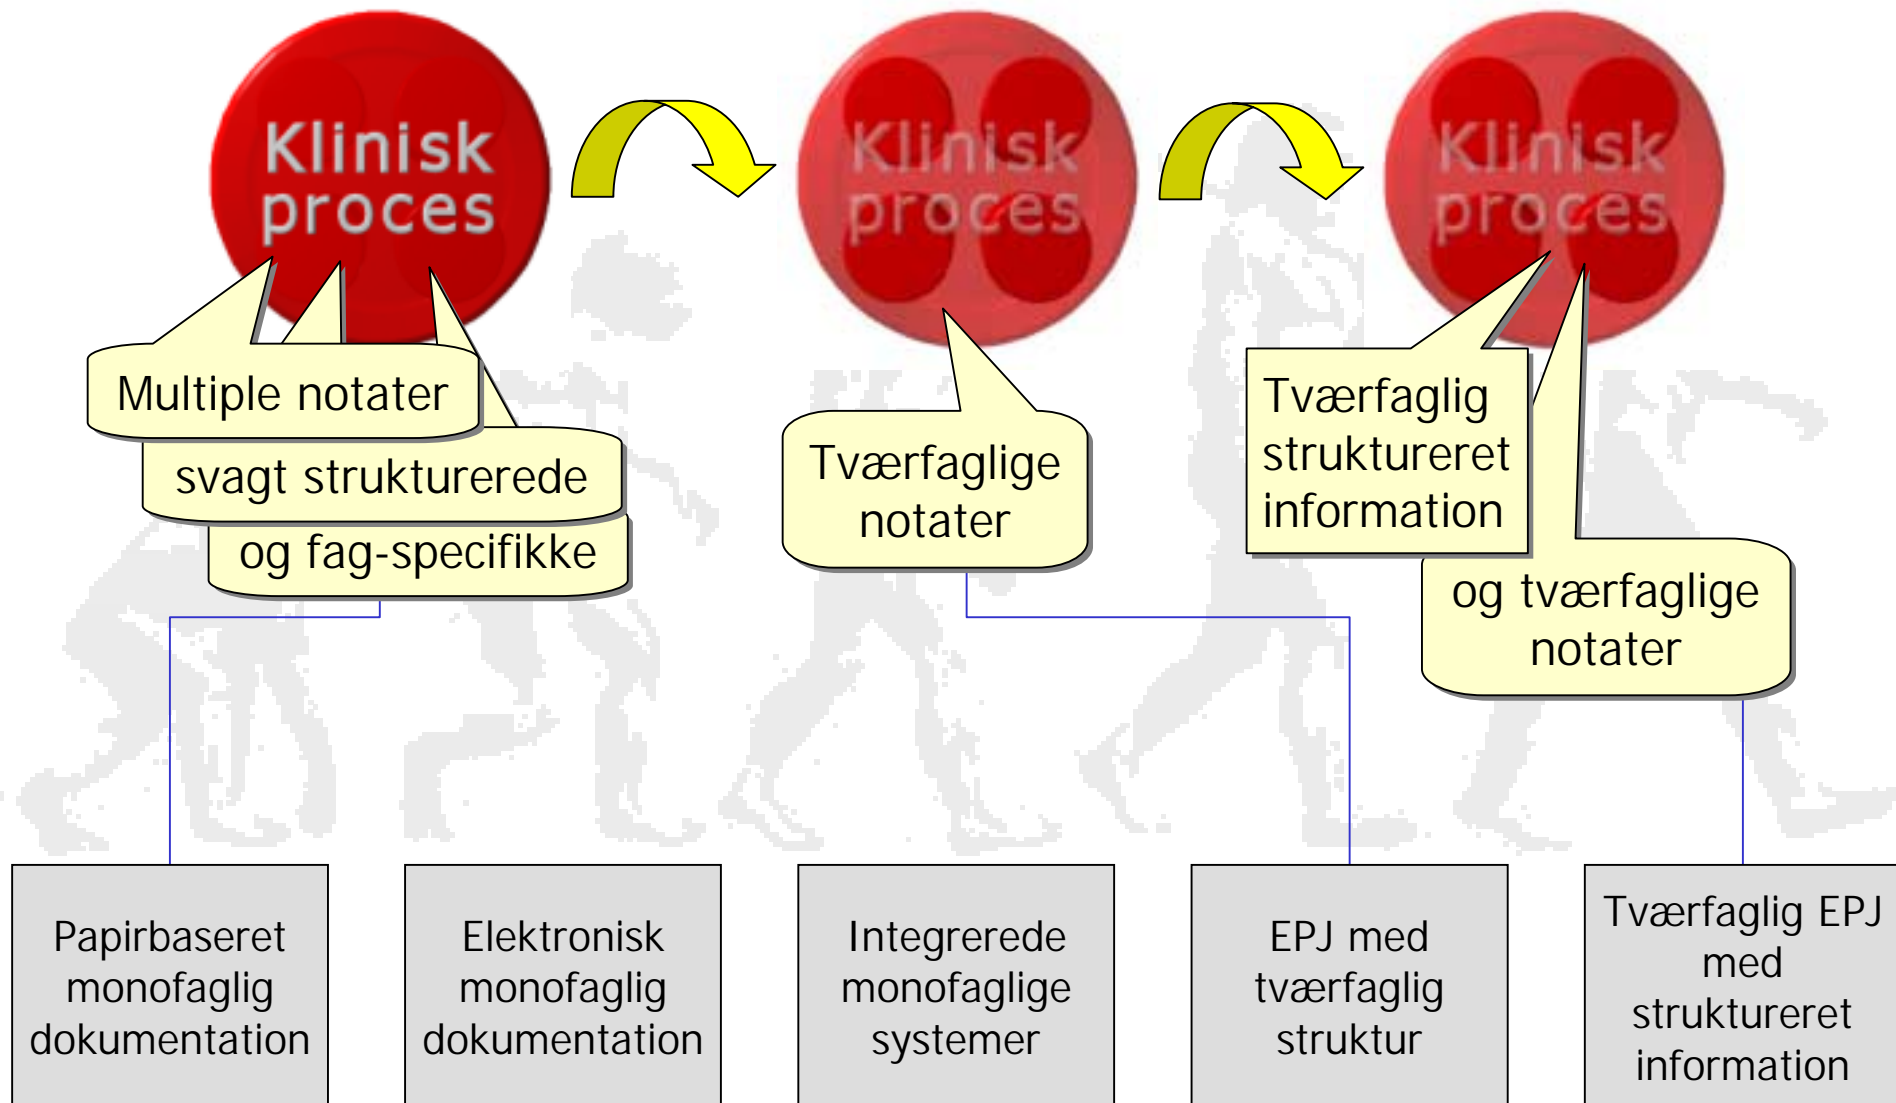 Klinisk
proces
Klinisk
proces
Klinisk
proces
Multiple notater
svagt strukturerede
og fag-specifikke
Tværfaglige
notater
Tværfaglig
struktureret
information
og tværfaglige
notater
Papirbaseret
monofaglig
dokumentation
Elektronisk
monofaglig
dokumentation
Integrerede
monofaglige
systemer
EPJ med
tværfaglig
struktur
Tværfaglig EPJ
med
struktureret
information